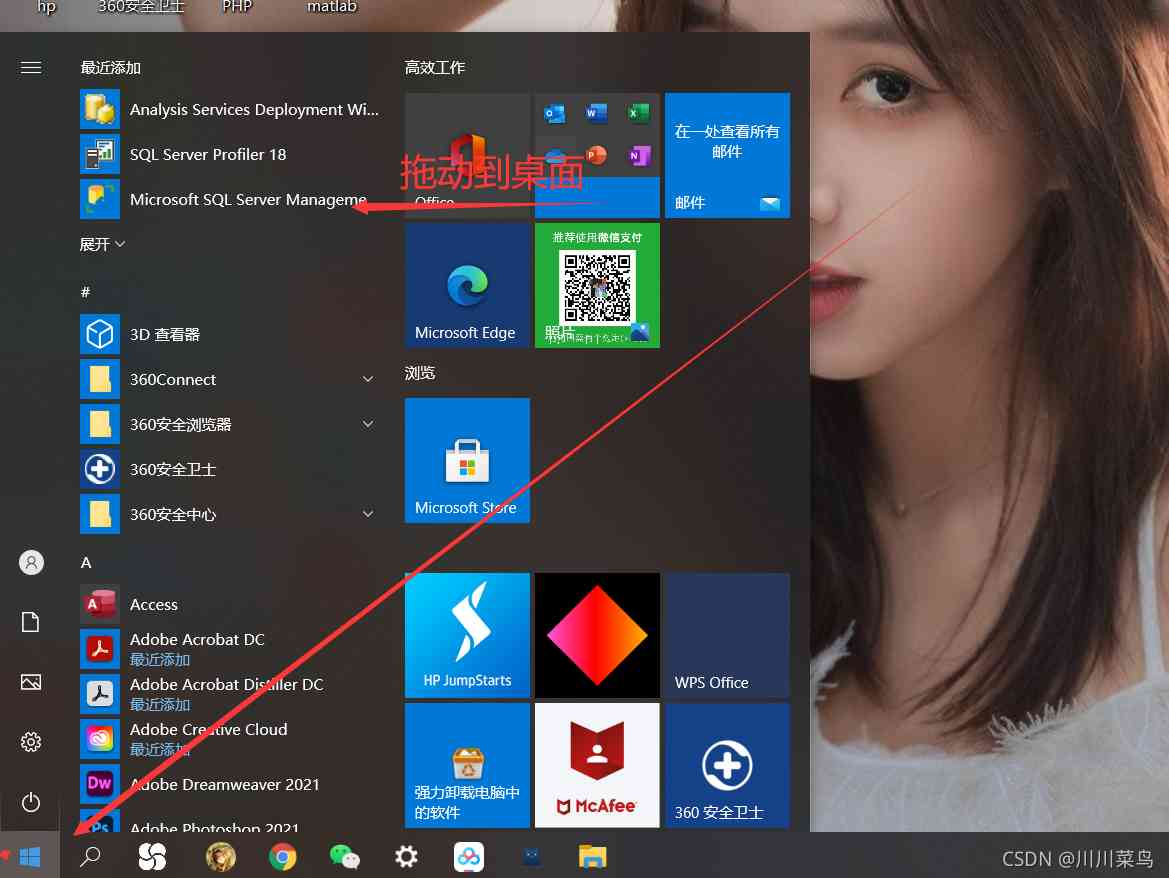 hp
360安全卫士
PHP
matlab
最近添加
Analysis Services Deployment Wi...
SQL Server Profiler 18
Microsoft SQL Server Manageme
展开
#
3D 查看器
360Connect
360安全浏览器
360安全卫士
360安全中心
A
Access
Adobe Acrobat DC
最近添加
Adobe Acrobat Distiller DC
最近添加
Adobe Creative Cloud
最近添加
Adobe Dreamweaver 2021
Adobe Photoshop 2021
高效工作
Office
拖动到桌面
在一处查看所有
邮件
邮件
Microsoft Edge
推荐使用微信支付
照片
浏览
Microsoft Store
HP JumpStarts
WPS Office
强力卸载电脑中
的软件
McAfee
360 安全卫士
CSDN @川川菜鸟